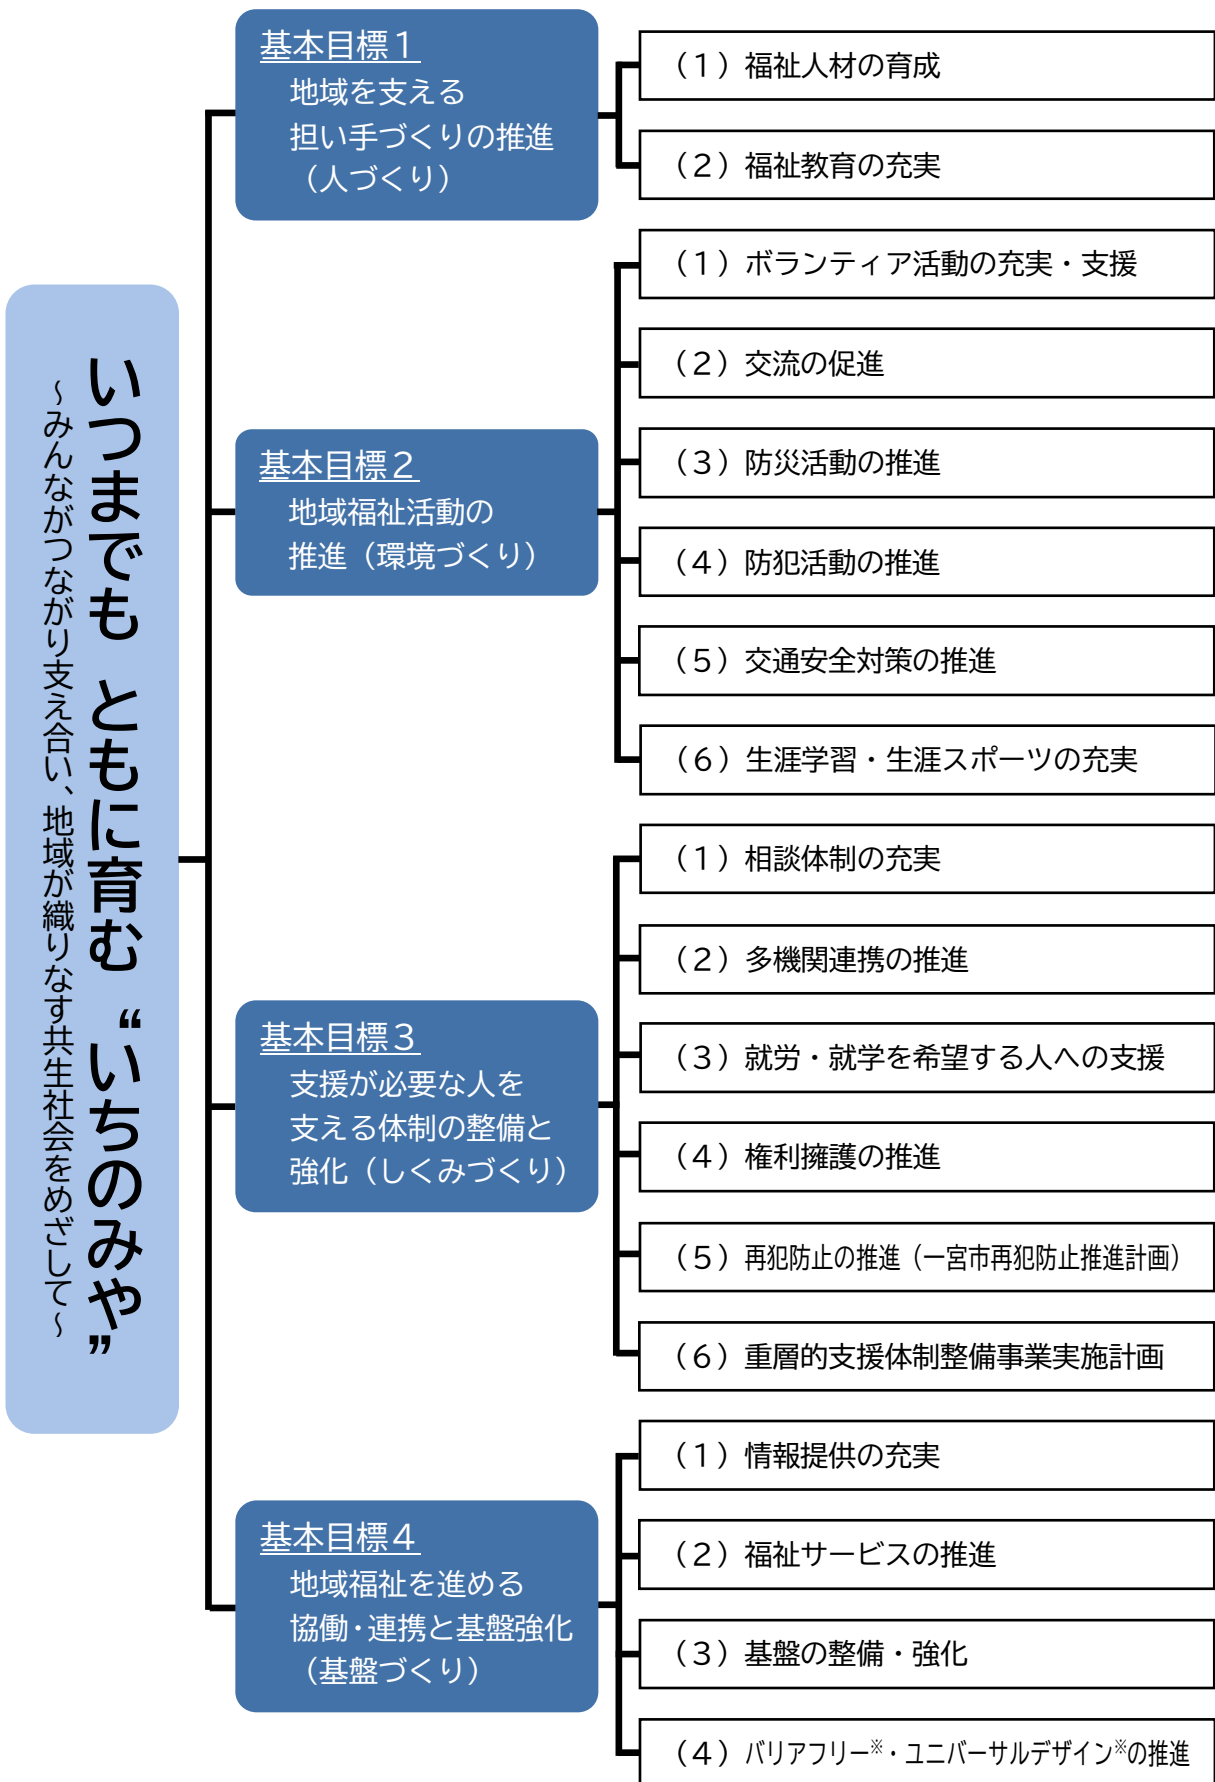 いつまでも ともに育む “いちのみや”
～みんながつながり支え合い、地域が織りなす共生社会をめざして～
基本目標１
地域を支える
担い手づくりの推進
（人づくり）
（１）福祉人材の育成
（２）福祉教育の充実
基本目標２
地域福祉活動の
推進（環境づくり）
（１）ボランティア活動の充実・支援
（２）交流の促進
（３）防災活動の推進
（４）防犯活動の推進
（５）交通安全対策の推進
（６）生涯学習・生涯スポーツの充実
基本目標３
支援が必要な人を
支える体制の整備と
強化（しくみづくり）
（１）相談体制の充実
（２）多機関連携の推進
（３）就労・就学を希望する人への支援
（４）権利擁護の推進
（５）再犯防止の推進（一宮市再犯防止推進計画）
（６）重層的支援体制整備事業実施計画
基本目標４
地域福祉を進める
協働・連携と基盤強化
（基盤づくり）
（１）情報提供の充実
（２）福祉サービスの推進
（３）基盤の整備・強化
（４）バリアフリー※・ユニバーサルデザイン※の推進